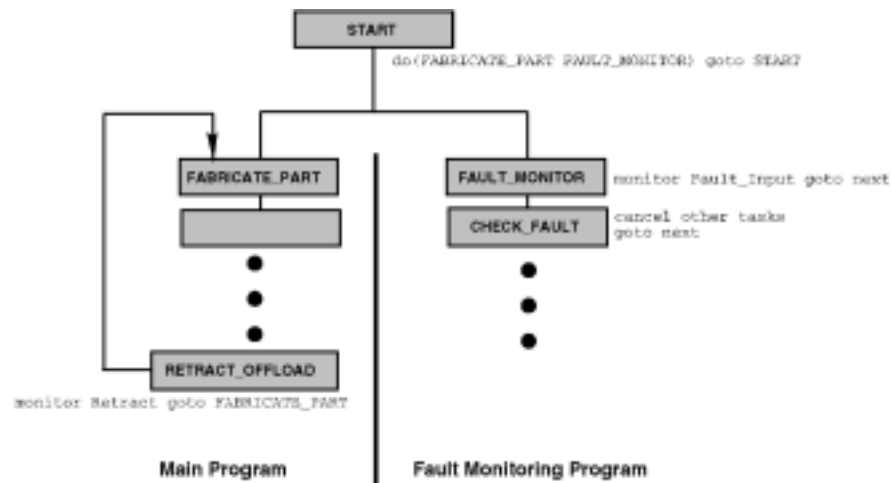 START
do(FABRICATE_PART FAULT_MONITOR) goto START
FABRICATE_PART
FAULT_MONITOR
monitor Fault_Input goto next
CHECK_FAULT
cancel other tasks
goto next
RETRACT_OFFLOAD
monitor Retract goto FABRICATE_PART
Main Program
Fault Monitoring Program